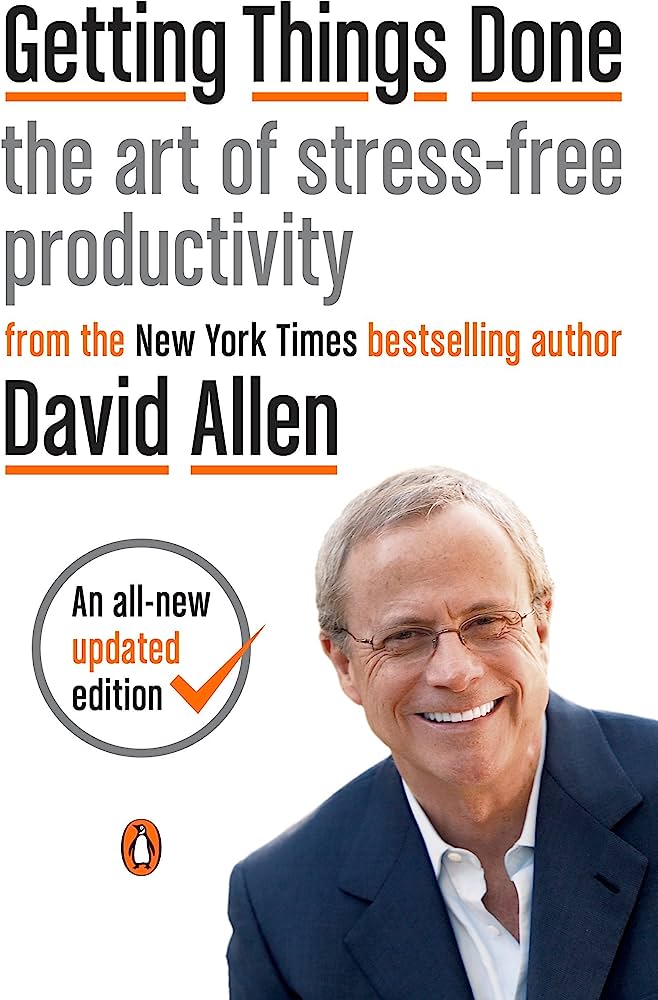 Getting Things Done
the art of stress-free
productivity
from the New York Times bestselling author
David Allen
An all-new
updated
edition